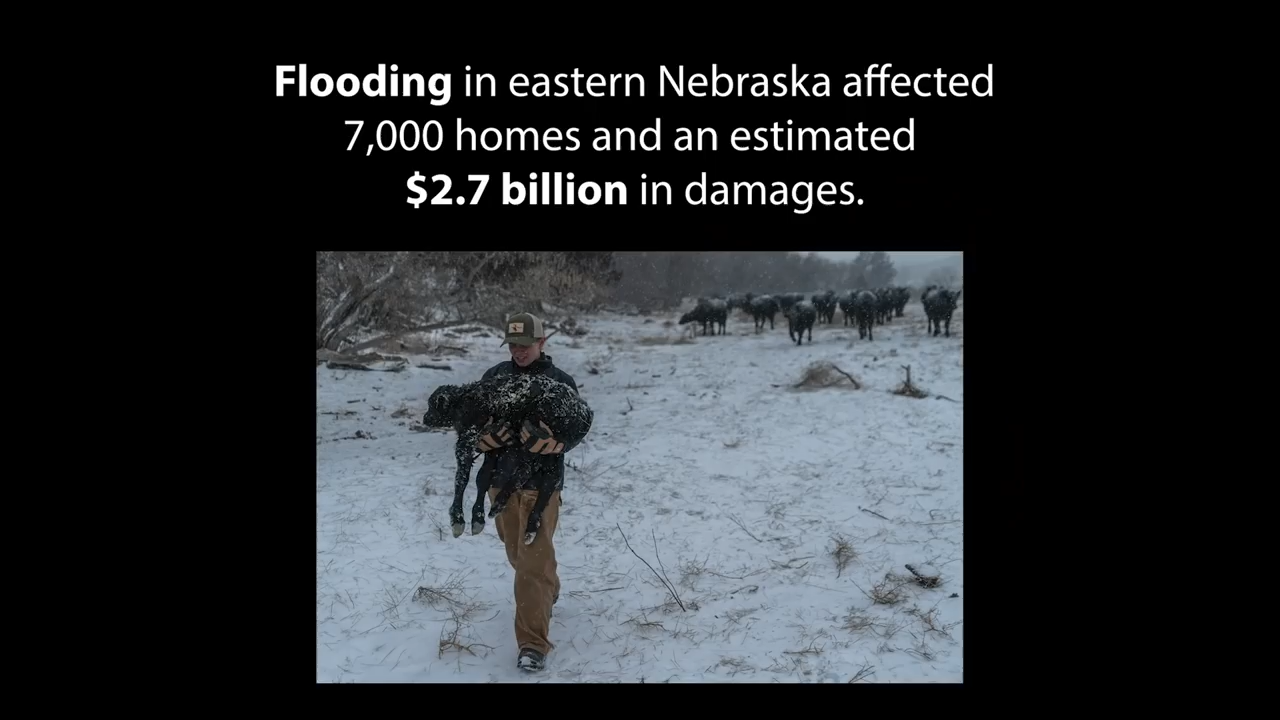 Flooding in eastern Nebraska affected
7,000 homes and an estimated
$2.7 billion in damages.